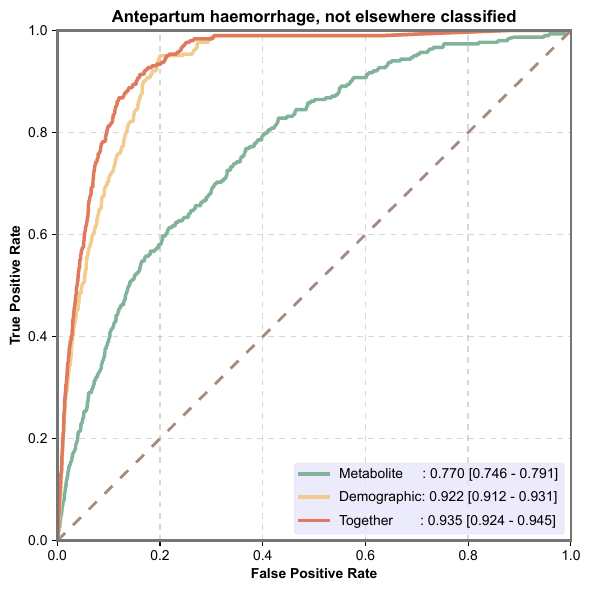 Antepartum haemorrhage, not elsewhere classified
True Positive Rate
1.0
0.8
0.6
0.4
0.2
0.0
Metabolite : 0.770 [0.746 - 0.791]
Demographic: 0.922 [0.912 - 0.931]
Together : 0.935 [0.924 - 0.945]
0.0 0.2 0.4 0.6 0.8 1.0
False Positive Rate